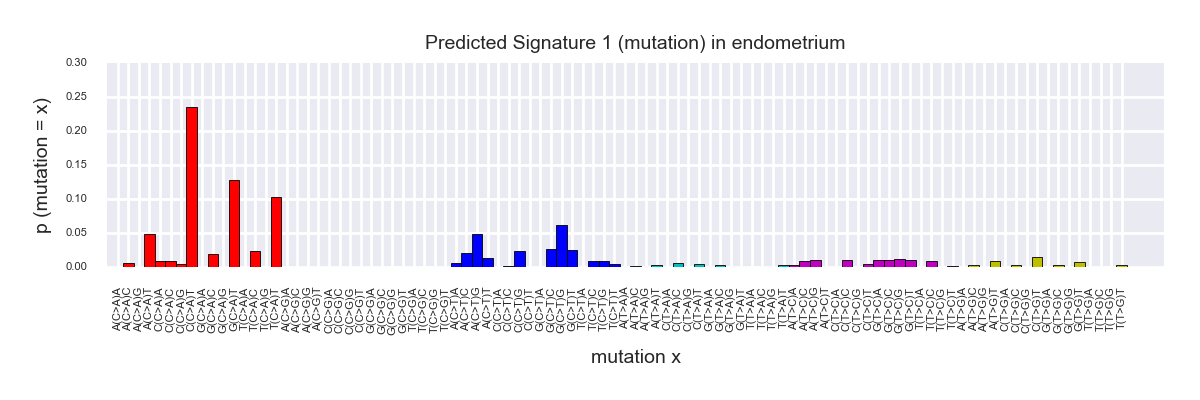 Predicted Signature 1 (mutation) in endometrium
p (mutation = x)
0.30
0.25
0.20
0.15
0.10
0.05
0.00
A(C>A)A
A(C>A)C
A(C>A)G
A(C>A)T
C(C>A)A
C(C>A)C
C(C>A)G
C(C>A)T
G(C>A)A
G(C>A)C
G(C>A)G
G(C>A)T
T(C>A)A
T(C>A)C
T(C>A)G
T(C>A)T
A(C>G)A
A(C>G)C
A(C>G)G
A(C>G)T
C(C>G)A
C(C>G)C
C(C>G)G
C(C>G)T
G(C>G)A
G(C>G)C
G(C>G)G
G(C>G)T
T(C>G)A
T(C>G)C
T(C>G)G
T(C>G)T
A(C>T)A
A(C>T)C
A(C>T)G
A(C>T)T
C(C>T)A
C(C>T)C
C(C>T)G
C(C>T)T
G(C>T)A
G(C>T)C
G(C>T)G
G(C>T)T
T(C>T)A
T(C>T)C
T(C>T)G
T(C>T)T
A(T>A)A
A(T>A)C
A(T>A)G
A(T>A)T
C(T>A)A
C(T>A)C
C(T>A)G
C(T>A)T
G(T>A)A
G(T>A)C
G(T>A)G
G(T>A)T
T(T>A)A
T(T>A)C
T(T>A)G
T(T>A)T
A(T>C)A
A(T>C)C
A(T>C)G
A(T>C)T
C(T>C)A
C(T>C)C
C(T>C)G
C(T>C)T
G(T>C)A
G(T>C)C
G(T>C)G
G(T>C)T
T(T>C)A
T(T>C)C
T(T>C)G
T(T>C)T
A(T>G)A
A(T>G)C
A(T>G)G
A(T>G)T
C(T>G)A
C(T>G)C
C(T>G)G
C(T>G)T
G(T>G)A
G(T>G)C
G(T>G)G
G(T>G)T
T(T>G)A
T(T>G)C
T(T>G)G
T(T>G)T
mutation x